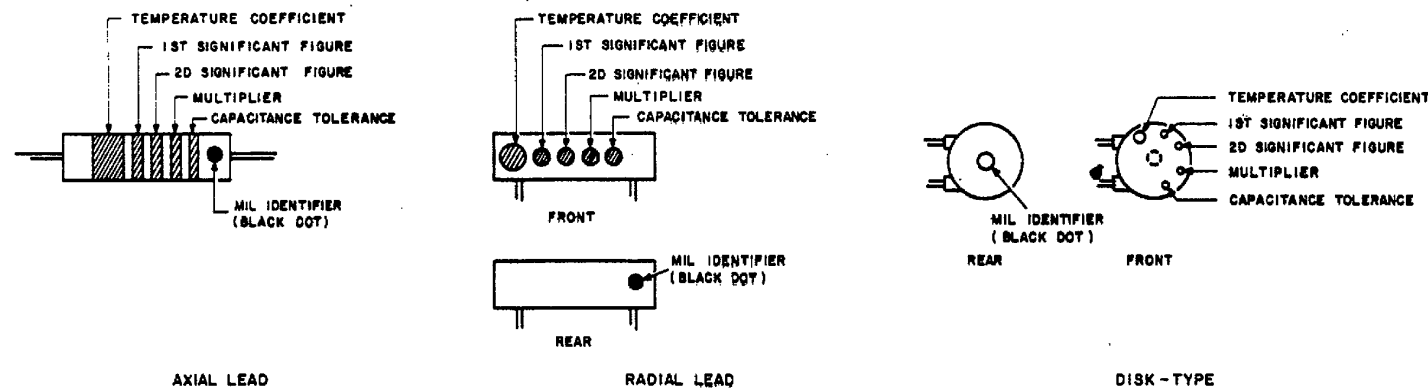 TEMPERATURE COEFFICIENT
1ST SIGNIFICANT FIGURE
2D SIGNIFICANT FIGURE
MULTIPLIER
CAPACITANCE TOLERANCE
MIL IDENTIFIER
(BLACK DOT)
AXIAL LEAD
TEMPERATURE COEFFICIENT
1ST SIGNIFICANT FIGURE
2D SIGNIFICANT FIGURE
MULTIPLIER
CAPACITANCE TOLERANCE
FRONT
MIL IDENTIFIER
(BLACK DOT)
REAR
RADIAL LEAD
MIL IDENTIFIER
(BLACK DOT)
REAR
TEMPERATURE COEFFICIENT
1ST SIGNIFICANT FIGURE
2D SIGNIFICANT FIGURE
MULTIPLIER
CAPACITANCE TOLERANCE
FRONT
DISK-TYPE